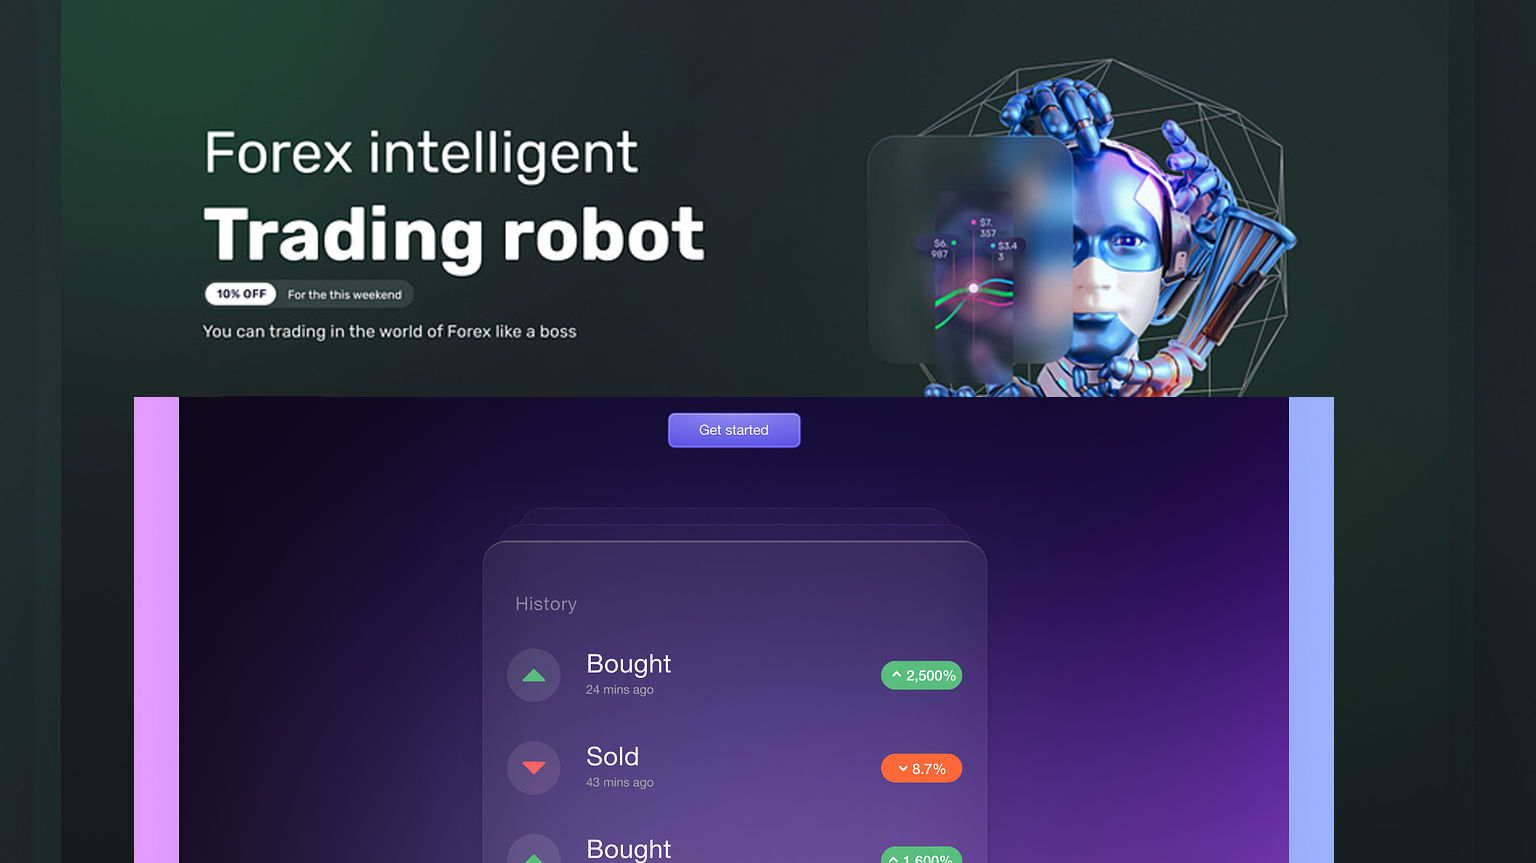 Forex intelligent
Trading robot
10% OFF For the this weekend
You can trading in the world of Forex like a boss
$7.
357
$6.
987
$3.4
3
Get started
History
Bought
24 mins ago
2,500%
Sold
43 mins ago
8.7%
Bought
1,600%